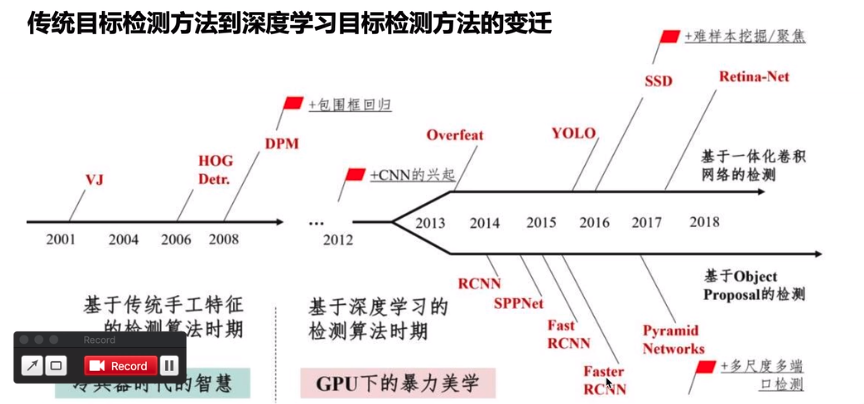 传统目标检测方法到深度学习目标检测方法的变迁
+难样本挖掘/聚焦
SSD
Retina-Net
+包围框回归
DPM
Overfeat
YOLO
HOG
Detr.
VJ
+CNN的兴起
基于一体化卷积
网络的检测
...
2001
2004
2006
2008
2012
2013
2014
2015
2016
2017
2018
RCNN
SPPNet
Fast
RCNN
Faster
RCNN
Pyramid
Networks
基于Object
Proposal的检测
+多尺度多端
口检测
基于传统手工特征
的检测算法时期
基于深度学习的
检测算法时期
Record
Record
冷兵器时代的智慧
GPU下的暴力美学